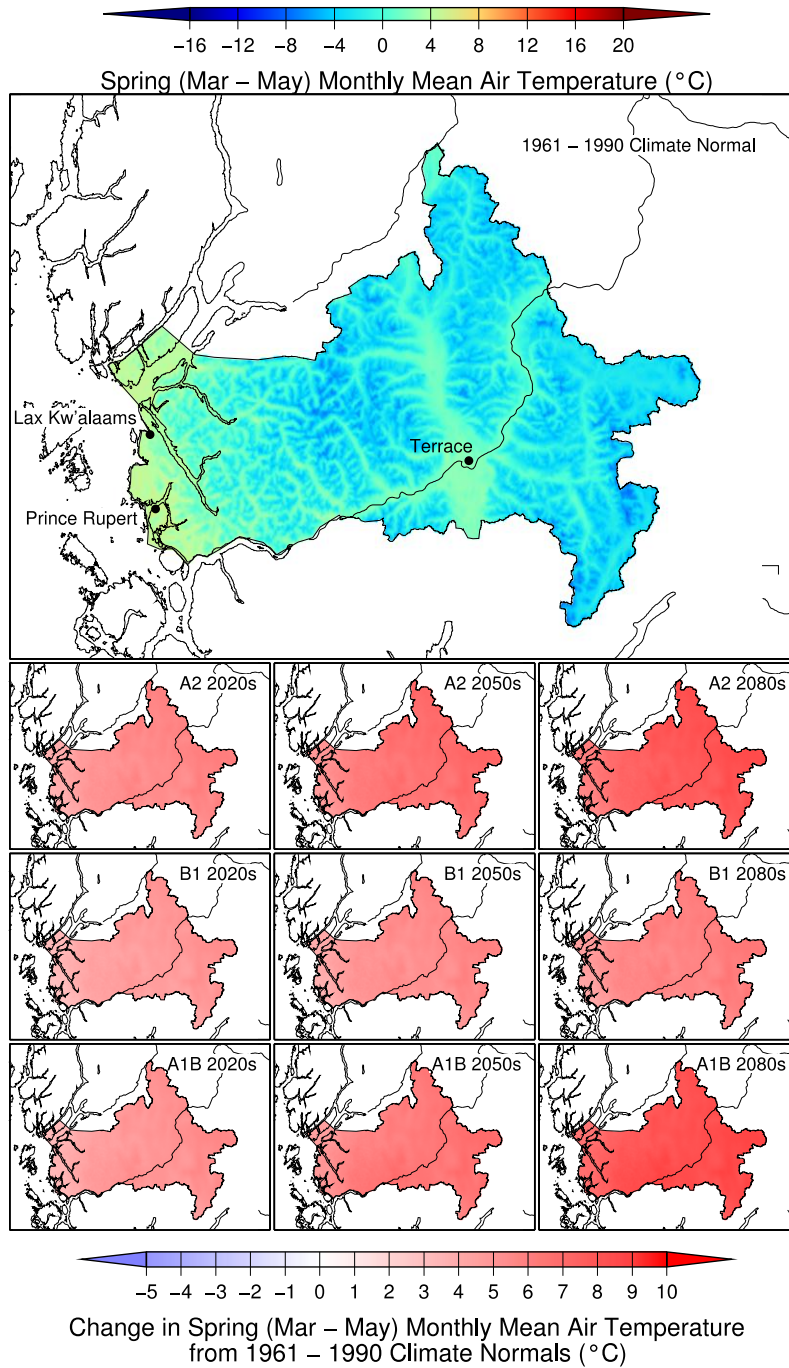 −16 −12 −8 −4 0 4 8 12 16 20
Spring (Mar − May) Monthly Mean Air Temperature (°C)
1961 − 1990 Climate Normal
Lax Kw'alaams
Terrace
Prince Rupert
A2 2020s A2 2050s A2 2080s
B1 2020s B1 2050s B1 2080s
A1B 2020s A1B 2050s A1B 2080s
−5 −4 −3 −2 −1 0 1 2 3 4 5 6 7 8 9 10
Change in Spring (Mar − May) Monthly Mean Air Temperature
from 1961 − 1990 Climate Normals (°C)